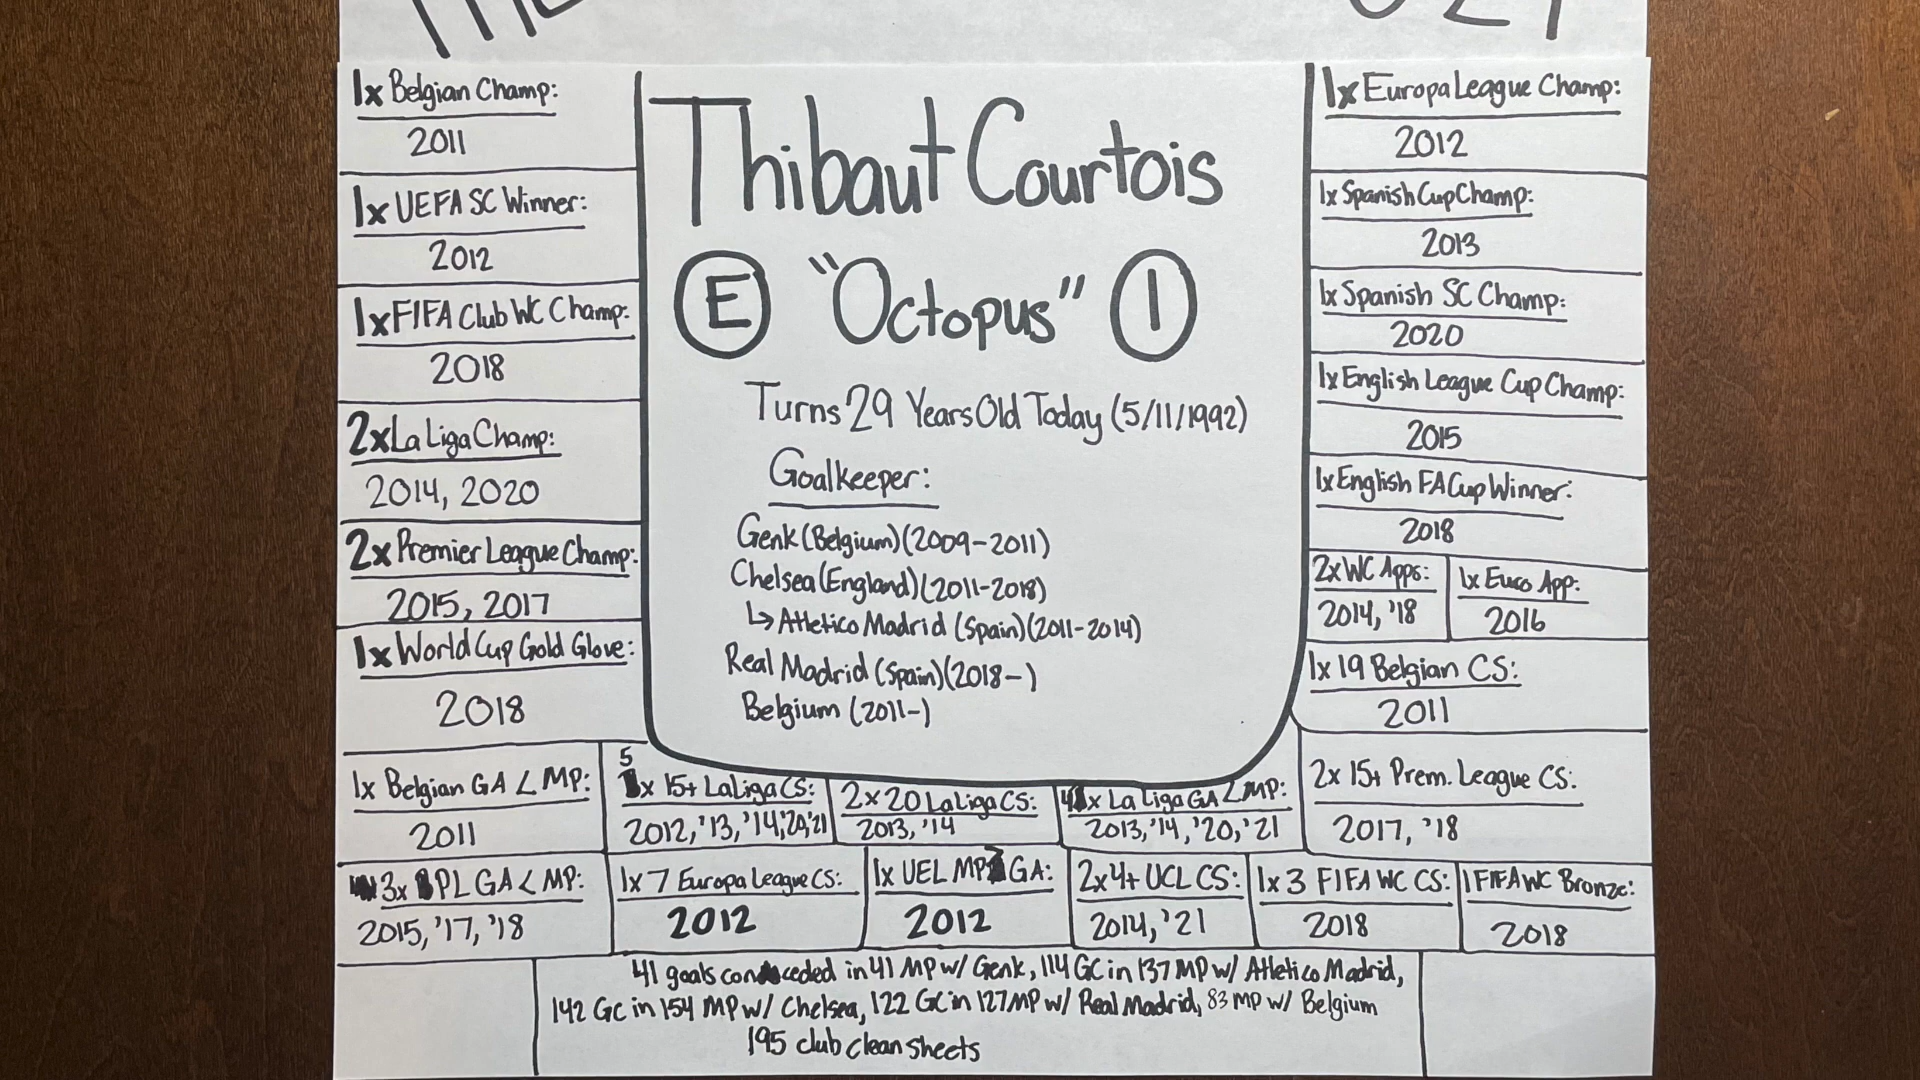 1x Belgian Champ:
2011
1x UEFA SC Winner:
2012
1x FIFA Club WC Champ:
2018
2x La Liga Champ:
2014, 2020
2x Premier League Champ:
2015, 2017
1x World Cup Gold Glove:
2018
Thibaut Courtois
E "Octopus" 1
Turns 29 Years Old Today (5/11/1992)
Goalkeeper:
Genk (Belgium) (2009-2011)
Chelsea (England) (2011-2018)
↳ Atletico Madrid (Spain) (2011-2014)
Real Madrid (Spain) (2018-)
Belgium (2011-)
1x Europa League Champ:
2012
1x Spanish Cup Champ:
2013
1x Spanish SC Champ:
2020
1x English League Cup Champ:
2015
1x English FA Cup Winner:
2018
2x WC Apps:
2014, '18
1x Euro App:
2016
1x 19 Belgian CS:
2011
1x Belgian GA < MP:
2011
5x 15+ La Liga CS:
2012, '13, '14, '20, '21
2x 20 La Liga CS:
2013, '14
4x La Liga GA < MP:
2013, '14, '20, '21
2x 15+ Prem. League CS:
2017, '18
3x PL GA < MP:
2015, '17, '18
1x 7 Europa League CS:
2012
1x UEL MP > GA:
2012
2x 4+ UCL CS:
2014, '21
1x 3 FIFA WC CS:
2018
1 FIFA WC Bronze:
2018
41 goals conceded in 41 MP w/ Genk, 114 GC in 137 MP w/ Atletico Madrid,
142 GC in 154 MP w/ Chelsea, 122 GC in 127 MP w/ Real Madrid, 83 MP w/ Belgium
195 club clean sheets